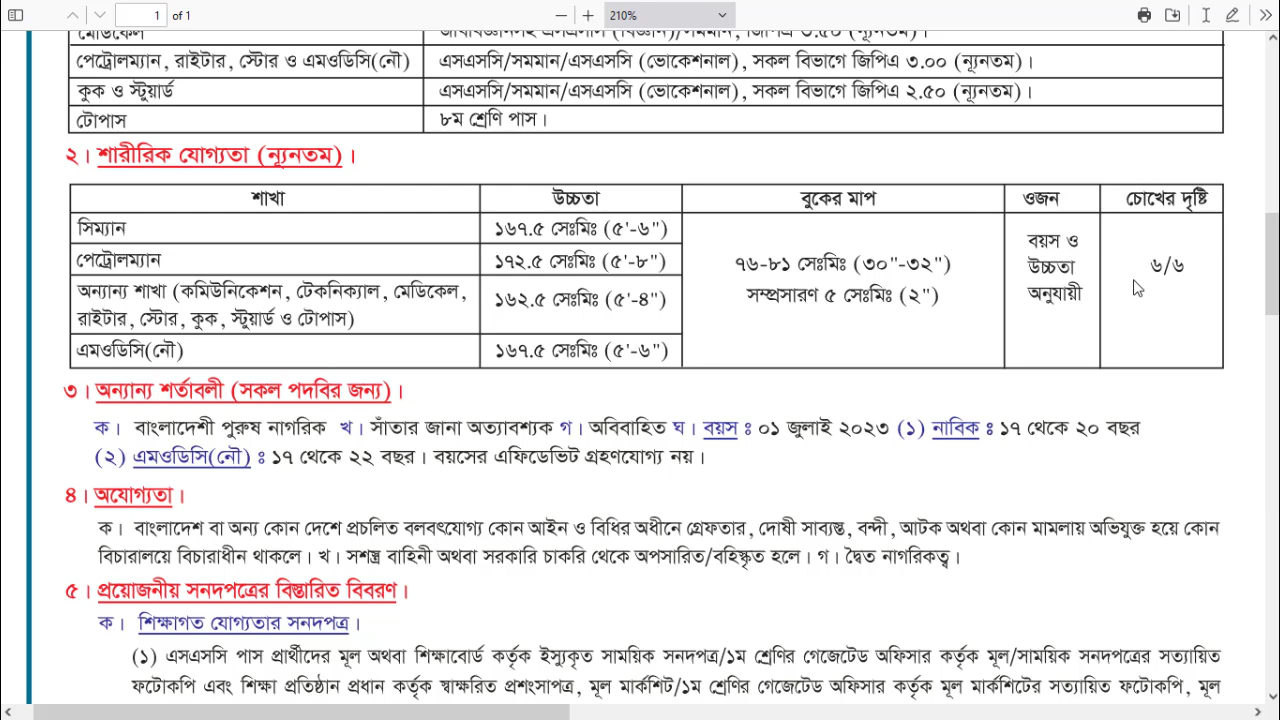 1 of 1 210%
পেট্রোলম্যান, রাইটার, স্টোর ও এমওডিসি(নৌ) এসএসসি/সমমান/এসএসসি (ভোকেশনাল), সকল বিভাগে জিপিএ ৩.০০ (ন্যূনতম)।
কুক ও স্টুয়ার্ড এসএসসি/সমমান/এসএসসি (ভোকেশনাল), সকল বিভাগে জিপিএ ২.৫০ (ন্যূনতম)।
টোপাস ৮ম শ্রেণি পাস।
২। শারীরিক যোগ্যতা (ন্যূনতম)।
শাখা উচ্চতা বুকের মাপ ওজন চোখের দৃষ্টি
সিম্যান ১৬৭.৫ সেঃমিঃ (৫'-৬")
পেট্রোলম্যান ১৭২.৫ সেঃমিঃ (৫'-৮")
অন্যান্য শাখা (কমিউনিকেশন, টেকনিক্যাল, মেডিকেল,
রাইটার, স্টোর, কুক, স্টুয়ার্ড ও টোপাস) ১৬২.৫ সেঃমিঃ (৫'-৪")
এমওডিসি(নৌ) ১৬৭.৫ সেঃমিঃ (৫'-৬")
৭৬-৮১ সেঃমিঃ (৩০"-৩২")
সম্প্রসারণ ৫ সেঃমিঃ (২")
বয়স ও
উচ্চতা
অনুযায়ী
৬/৬
৩। অন্যান্য শর্তাবলী (সকল পদবির জন্য)।
ক। বাংলাদেশী পুরুষ নাগরিক খ। সাঁতার জানা অত্যাবশ্যক গ। অবিবাহিত ঘ। বয়স ঃ ০১ জুলাই ২০২৩ (১) নাবিক ঃ ১৭ থেকে ২০ বছর
(২) এমওডিসি(নৌ) ঃ ১৭ থেকে ২২ বছর। বয়সের এফিডেভিট গ্রহণযোগ্য নয়।
৪। অযোগ্যতা।
ক। বাংলাদেশ বা অন্য কোন দেশে প্রচলিত বলবৎযোগ্য কোন আইন ও বিধির অধীনে গ্রেফতার, দোষী সাব্যস্ত, বন্দী, আটক অথবা কোন মামলায় অভিযুক্ত হয়ে কোন
বিচারালয়ে বিচারাধীন থাকলে। খ। সশস্ত্র বাহিনী অথবা সরকারি চাকরি থেকে অপসারিত/বহিষ্কৃত হলে। গ। দ্বৈত নাগরিকত্ব।
৫। প্রয়োজনীয় সনদপত্রের বিস্তারিত বিবরণ।
ক। শিক্ষাগত যোগ্যতার সনদপত্র।
(১) এসএসসি পাস প্রার্থীদের মূল অথবা শিক্ষাবোর্ড কর্তৃক ইস্যুকৃত সাময়িক সনদপত্র/১ম শ্রেণির গেজেটেড অফিসার কর্তৃক মূল/সাময়িক সনদপত্রের সত্যায়িত
ফটোকপি এবং শিক্ষা প্রতিষ্ঠান প্রধান কর্তৃক স্বাক্ষরিত প্রশংসাপত্র, মূল মার্কশিট/১ম শ্রেণির গেজেটেড অফিসার কর্তৃক মূল মার্কশিটের সত্যায়িত ফটোকপি, মূল